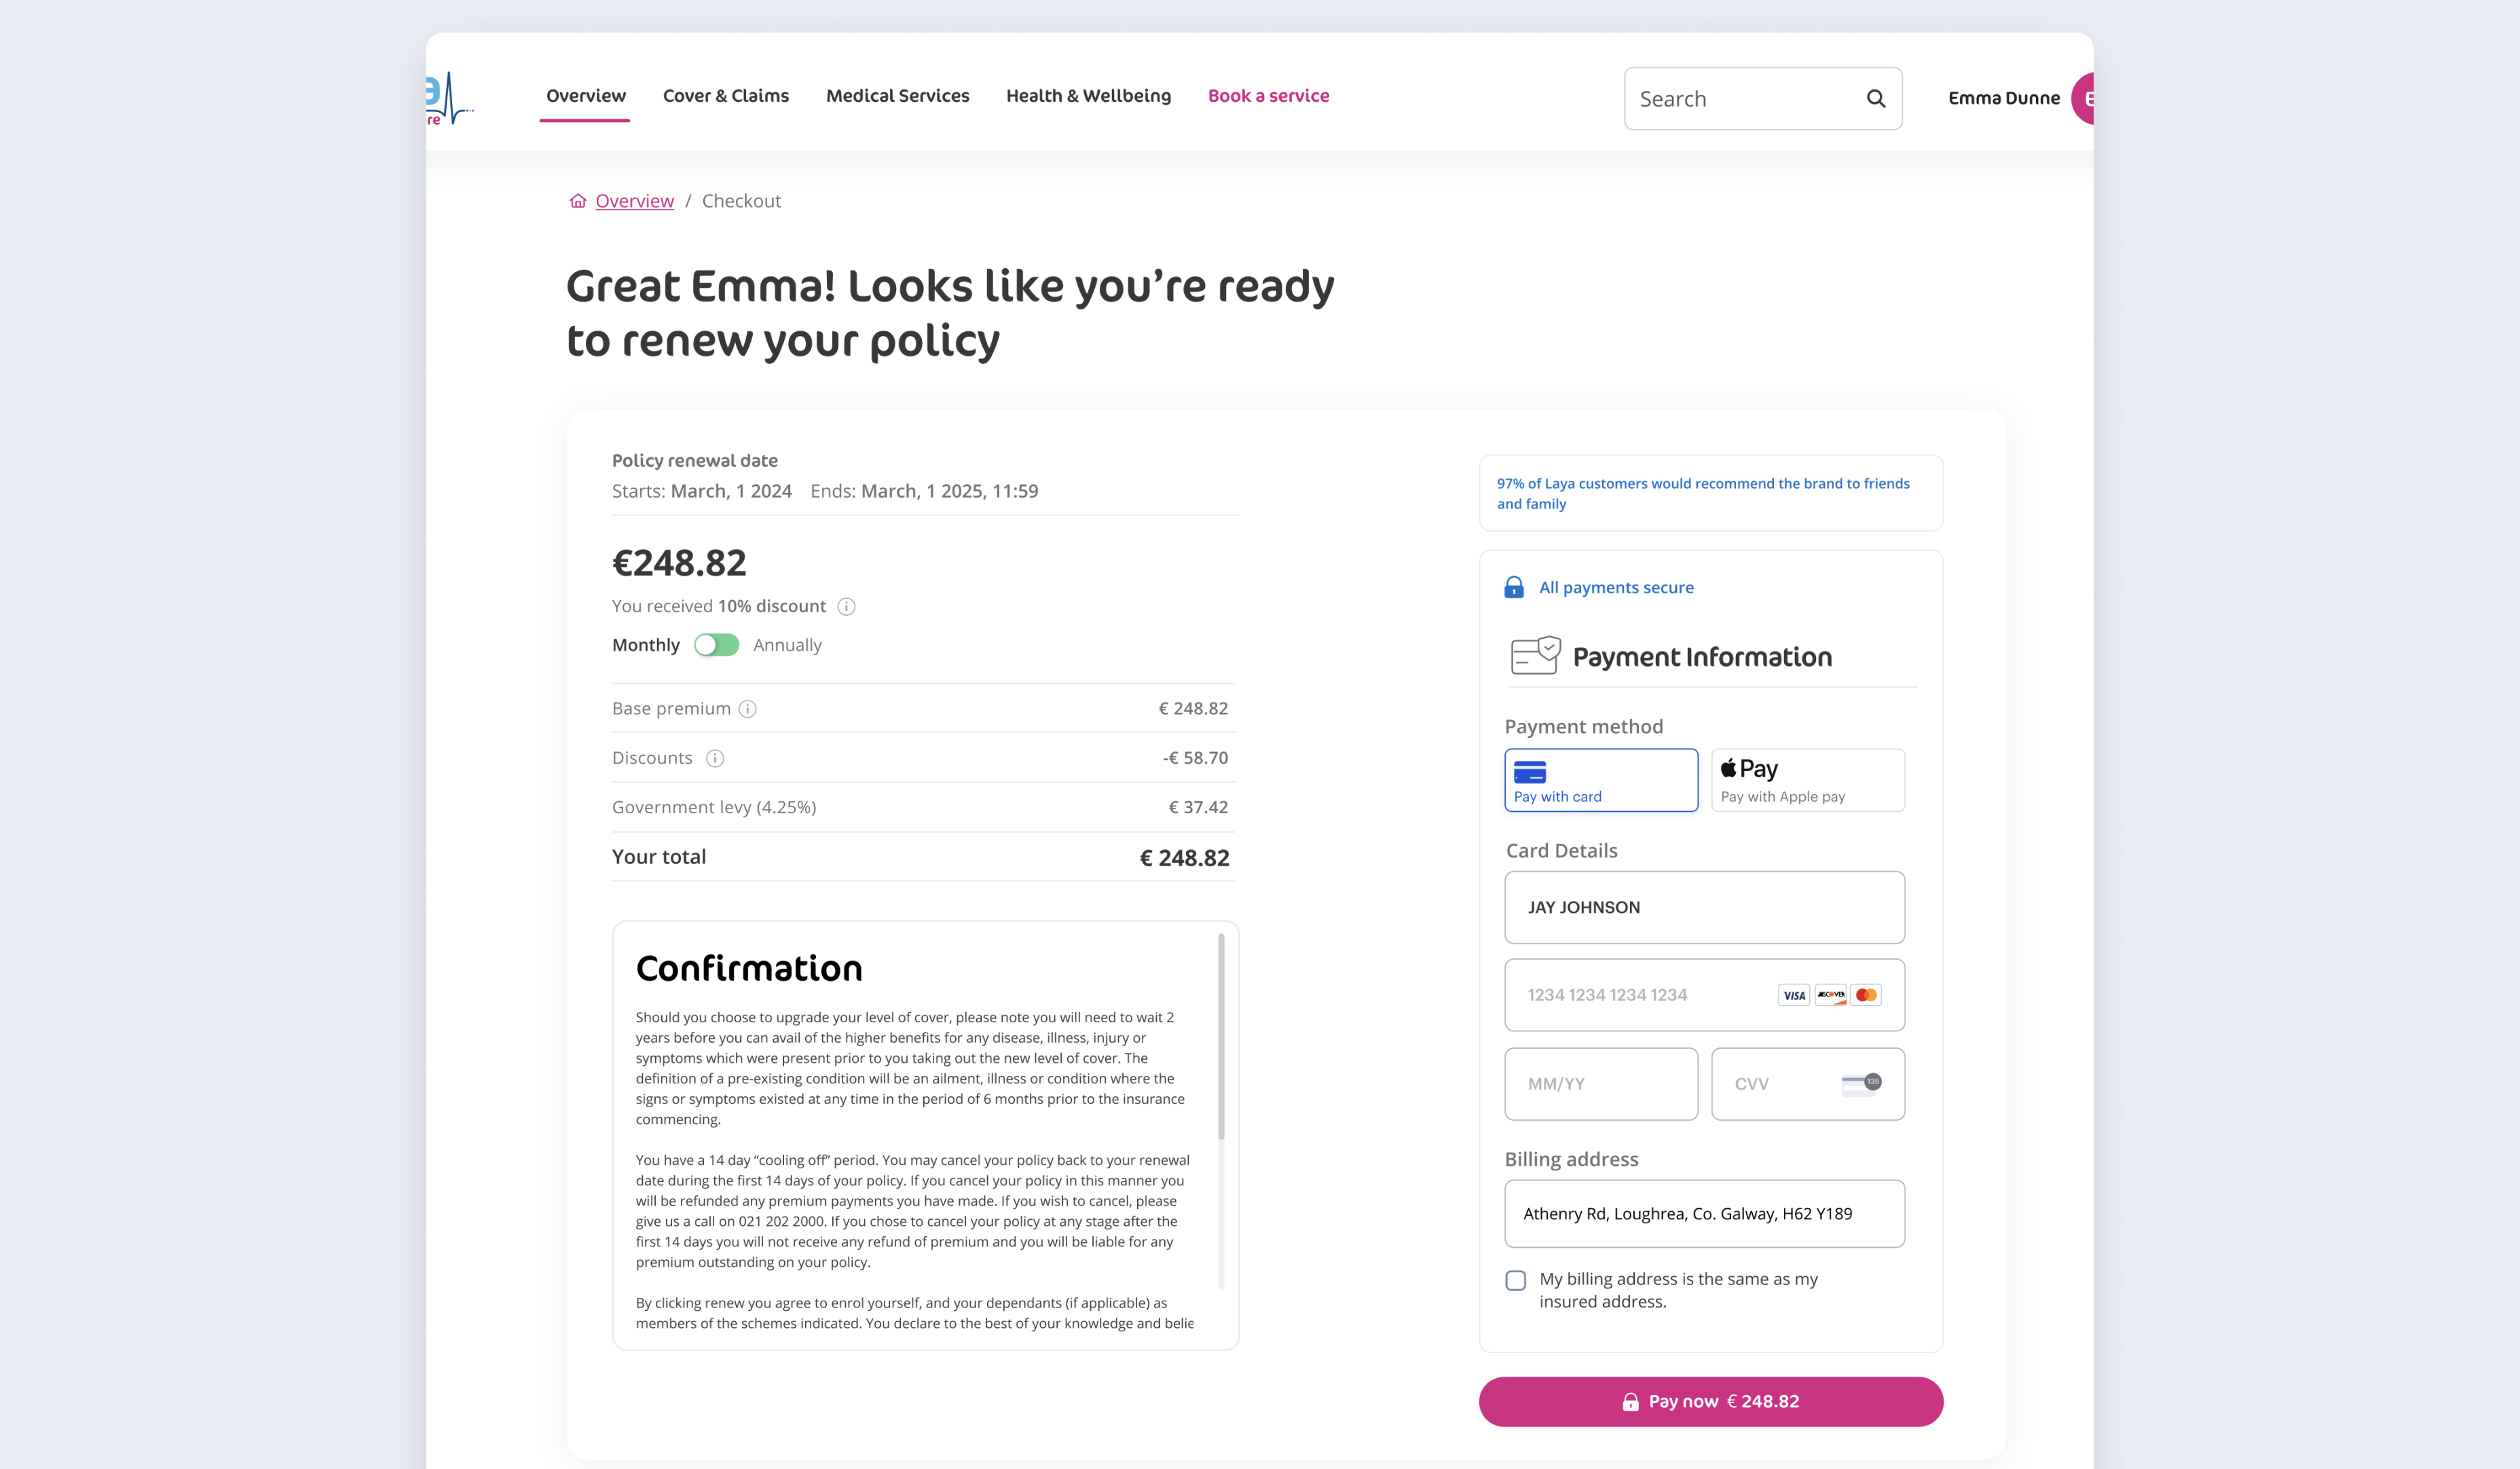 a
re
Overview Cover & Claims Medical Services Health & Wellbeing Book a service
Search
Emma Dunne
E
Overview / Checkout
Great Emma! Looks like you’re ready
to renew your policy
Policy renewal date
Starts: March, 1 2024 Ends: March, 1 2025, 11:59
€248.82
You received 10% discount
Monthly Annually
Base premium € 248.82
Discounts -€ 58.70
Government levy (4.25%) € 37.42
Your total € 248.82
Confirmation
Should you choose to upgrade your level of cover, please note you will need to wait 2
years before you can avail of the higher benefits for any disease, illness, injury or
symptoms which were present prior to you taking out the new level of cover. The
definition of a pre-existing condition will be an ailment, illness or condition where the
signs or symptoms existed at any time in the period of 6 months prior to the insurance
commencing.
You have a 14 day “cooling off” period. You may cancel your policy back to your renewal
date during the first 14 days of your policy. If you cancel your policy in this manner you
will be refunded any premium payments you have made. If you wish to cancel, please
give us a call on 021 202 2000. If you chose to cancel your policy at any stage after the
first 14 days you will not receive any refund of premium and you will be liable for any
premium outstanding on your policy.
By clicking renew you agree to enrol yourself, and your dependants (if applicable) as
members of the schemes indicated. You declare to the best of your knowledge and belie
97% of Laya customers would recommend the brand to friends
and family
All payments secure
Payment Information
Payment method
Pay with card
Pay
Pay with Apple pay
Card Details
JAY JOHNSON
1234 1234 1234 1234 VISA DISCOVER
MM/YY
CVV 135
Billing address
Athenry Rd, Loughrea, Co. Galway, H62 Y189
My billing address is the same as my
insured address.
Pay now € 248.82